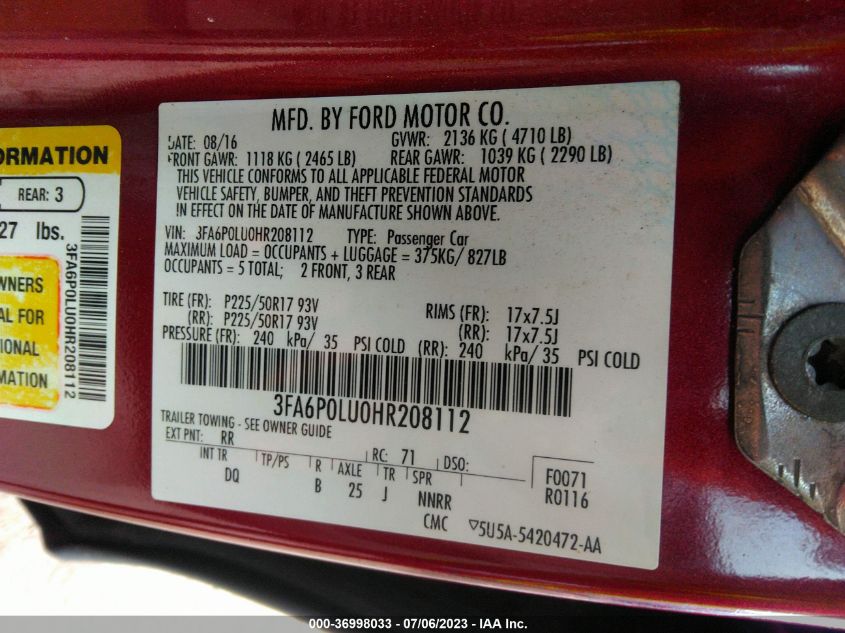 MFD. BY FORD MOTOR CO.
DATE: 08/16 GVWR: 2136 KG ( 4710 LB)
FRONT GAWR: 1118 KG ( 2465 LB) REAR GAWR: 1039 KG ( 2290 LB)
THIS VEHICLE CONFORMS TO ALL APPLICABLE FEDERAL MOTOR
VEHICLE SAFETY, BUMPER, AND THEFT PREVENTION STANDARDS
IN EFFECT ON THE DATE OF MANUFACTURE SHOWN ABOVE.
VIN: 3FA6P0LU0HR208112 TYPE: Passenger Car
MAXIMUM LOAD = OCCUPANTS + LUGGAGE = 375KG/ 827LB
OCCUPANTS = 5 TOTAL; 2 FRONT, 3 REAR
TIRE (FR): P225/50R17 93V RIMS (FR): 17x7.5J
(RR): P225/50R17 93V (RR): 17x7.5J
PRESSURE (FR): 240 kPa/ 35 PSI COLD (RR): 240 kPa/ 35 PSI COLD
3FA6P0LU0HR208112
TRAILER TOWING - SEE OWNER GUIDE
EXT PNT: RR RC: 71 DSO:
INT TR TP/PS R AXLE TR SPR F0071
DQ B 25 J NNRR R0116
CMC ▽5U5A-5420472-AA
ORMATION
REAR: 3
27 lbs.
WNERS
AL FOR
IONAL
RMATION
3FA6P0LU0HR208112
000-36998033 - 07/06/2023 - IAA Inc.